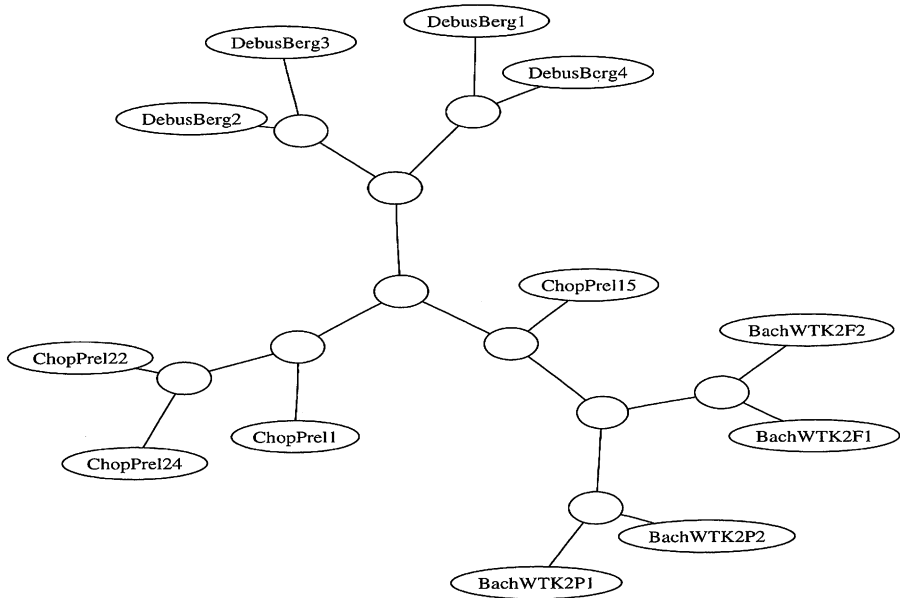 DebusBerg1
DebusBerg3
DebusBerg4
DebusBerg2
ChopPrel15
BachWTK2F2
ChopPrel22
ChopPrel1
BachWTK2F1
ChopPrel24
BachWTK2P2
BachWTK2P1